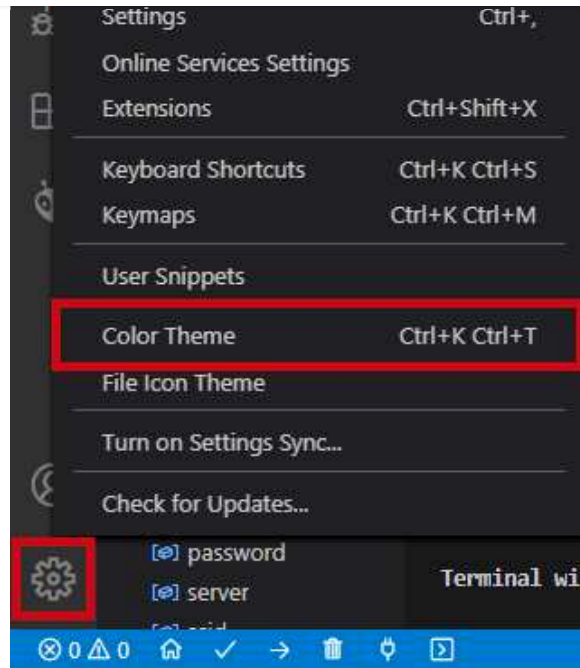 Settings Ctrl+,
Online Services Settings
Extensions Ctrl+Shift+X
Keyboard Shortcuts Ctrl+K Ctrl+S
Keymaps Ctrl+K Ctrl+M
User Snippets
Color Theme Ctrl+K Ctrl+T
File Icon Theme
Turn on Settings Sync...
Check for Updates...
password
server
Terminal wi
0 0